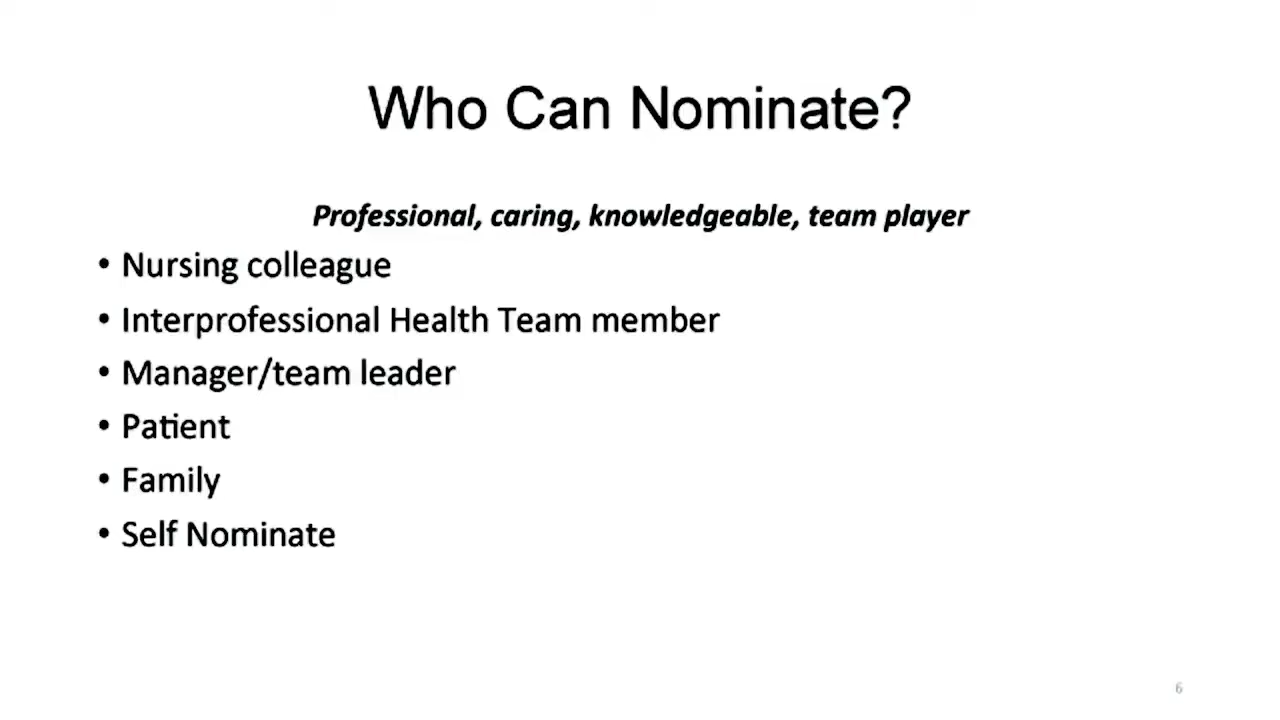 Who Can Nominate?
Professional, caring, knowledgeable, team player
• Nursing colleague
• Interprofessional Health Team member
• Manager/team leader
• Patient
• Family
• Self Nominate
6